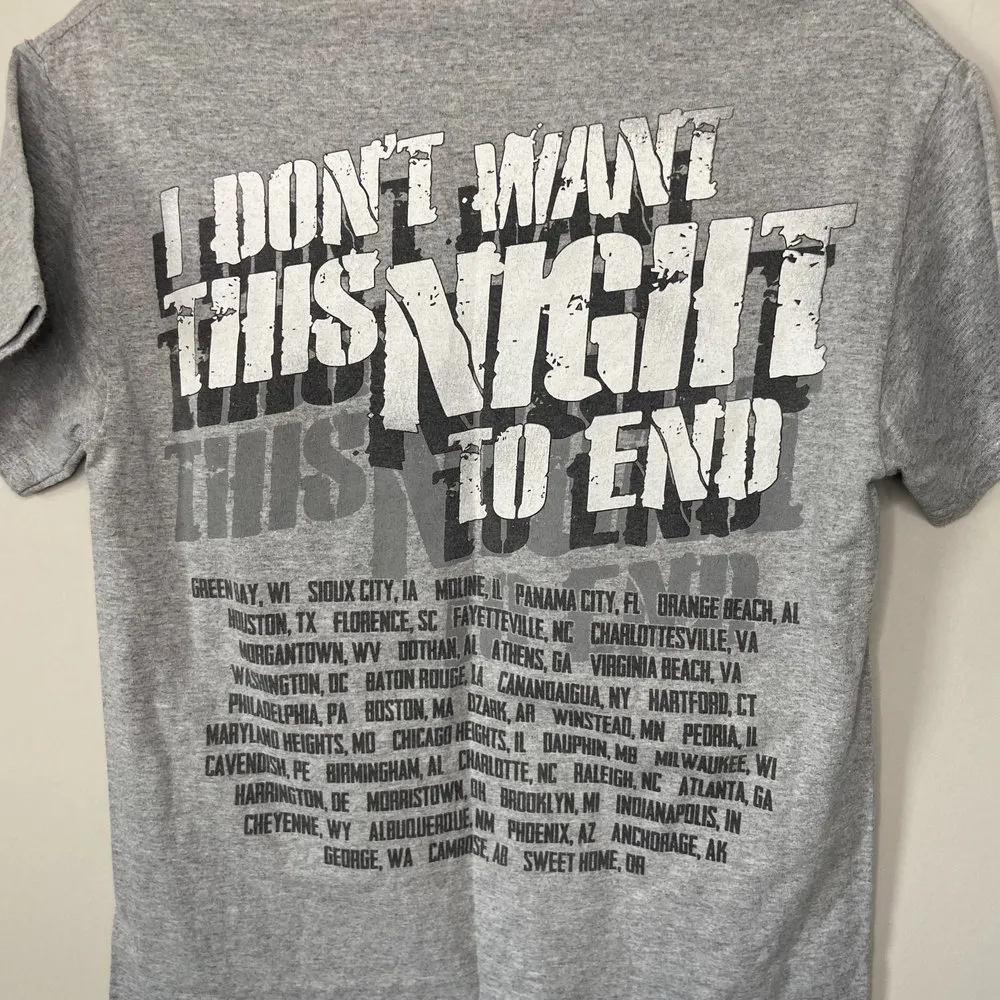 I DON'T WANT
THIS NIGHT
TO END
GREEN BAY, WI SIOUX CITY, IA MOLINE, IL PANAMA CITY, FL ORANGE BEACH, AL
HOUSTON, TX FLORENCE, SC FAYETTEVILLE, NC CHARLOTTESVILLE, VA
MORGANTOWN, WV DOTHAN, AL ATHENS, GA VIRGINIA BEACH, VA
WASHINGTON, DC BATON ROUGE, LA CANANDAIGUA, NY HARTFORD, CT
PHILADELPHIA, PA BOSTON, MA OZARK, AR WINSTEAD, MN PEORIA, IL
MARYLAND HEIGHTS, MO CHICAGO HEIGHTS, IL DAUPHIN, MB MILWAUKEE, WI
CAVENDISH, PE BIRMINGHAM, AL CHARLOTTE, NC RALEIGH, NC ATLANTA, GA
HARRINGTON, DE MORRISTOWN, OH BROOKLYN, MI INDIANAPOLIS, IN
CHEYENNE, WY ALBUQUERQUE, NM PHOENIX, AZ ANCHORAGE, AK
GEORGE, WA CAMROSE, AB SWEET HOME, OR